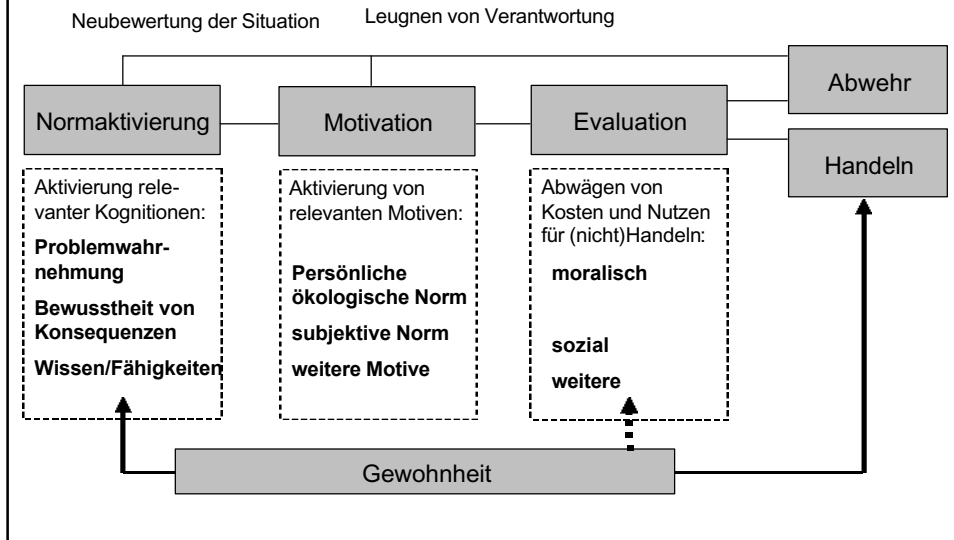 Neubewertung der Situation
Leugnen von Verantwortung
Abwehr
Normaktivierung
Motivation
Evaluation
Handeln
Aktivierung rele-
vanter Kognitionen:
Problemwahr-
nehmung
Bewusstheit von
Konsequenzen
Wissen/Fähigkeiten
Aktivierung von
relevanten Motiven:
Persönliche
ökologische Norm
subjektive Norm
weitere Motive
Abwägen von
Kosten und Nutzen
für (nicht)Handeln:
moralisch
sozial
weitere
Gewohnheit